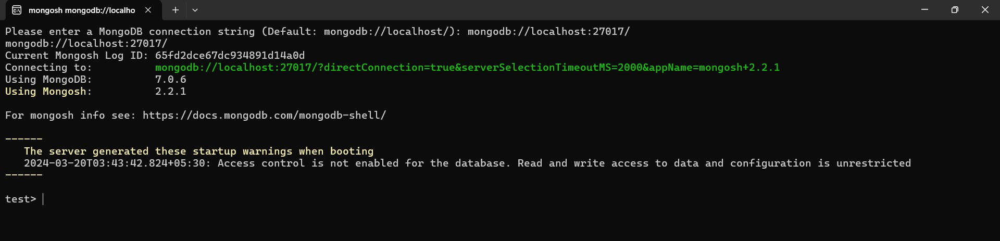 mongosh mongodb://localho
Please enter a MongoDB connection string (Default: mongodb://localhost/): mongodb://localhost:27017/
mongodb://localhost:27017/
Current Mongosh Log ID: 65fd2dce67dc934891d14a0d
Connecting to: mongodb://localhost:27017/?directConnection=true&serverSelectionTimeoutMS=2000&appName=mongosh+2.2.1
Using MongoDB: 7.0.6
Using Mongosh: 2.2.1
For mongosh info see: https://docs.mongodb.com/mongodb-shell/
------
The server generated these startup warnings when booting
2024-03-20T03:43:42.824+05:30: Access control is not enabled for the database. Read and write access to data and configuration is unrestricted
------
test>